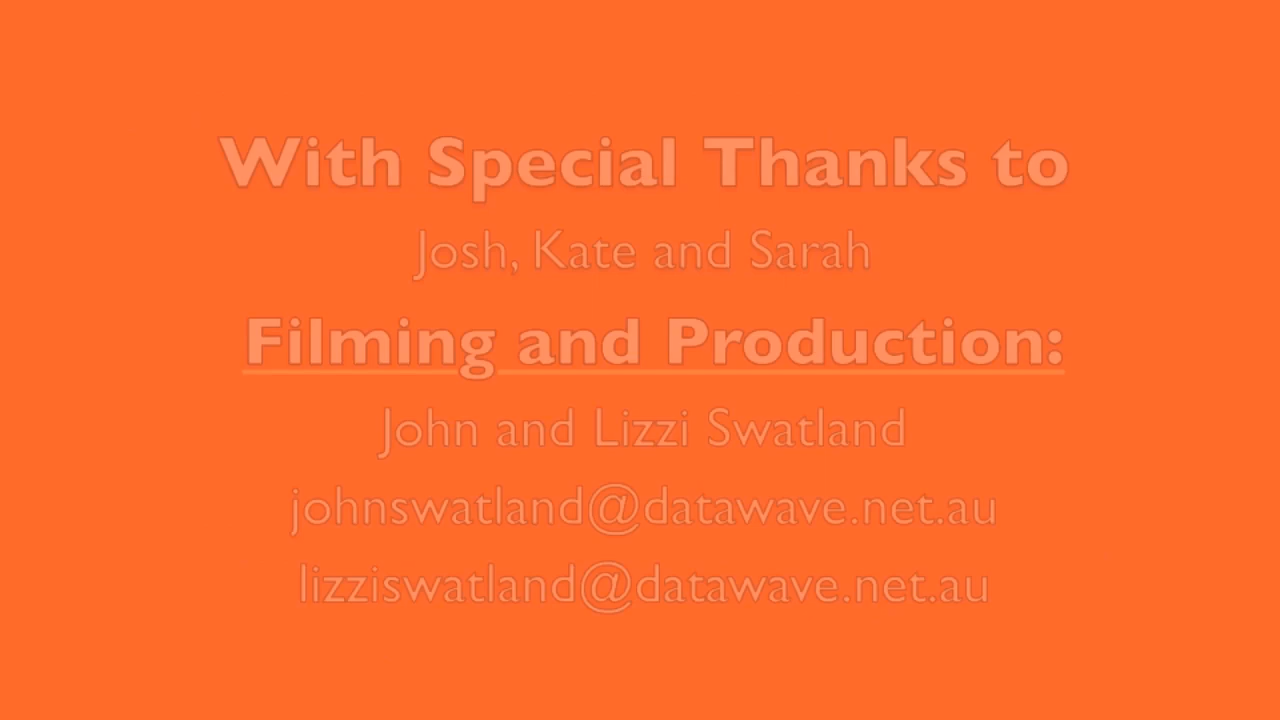 With Special Thanks to
Josh, Kate and Sarah
Filming and Production:
John and Lizzi Swatland
johnswatland@datawave.net.au
lizziswatland@datawave.net.au